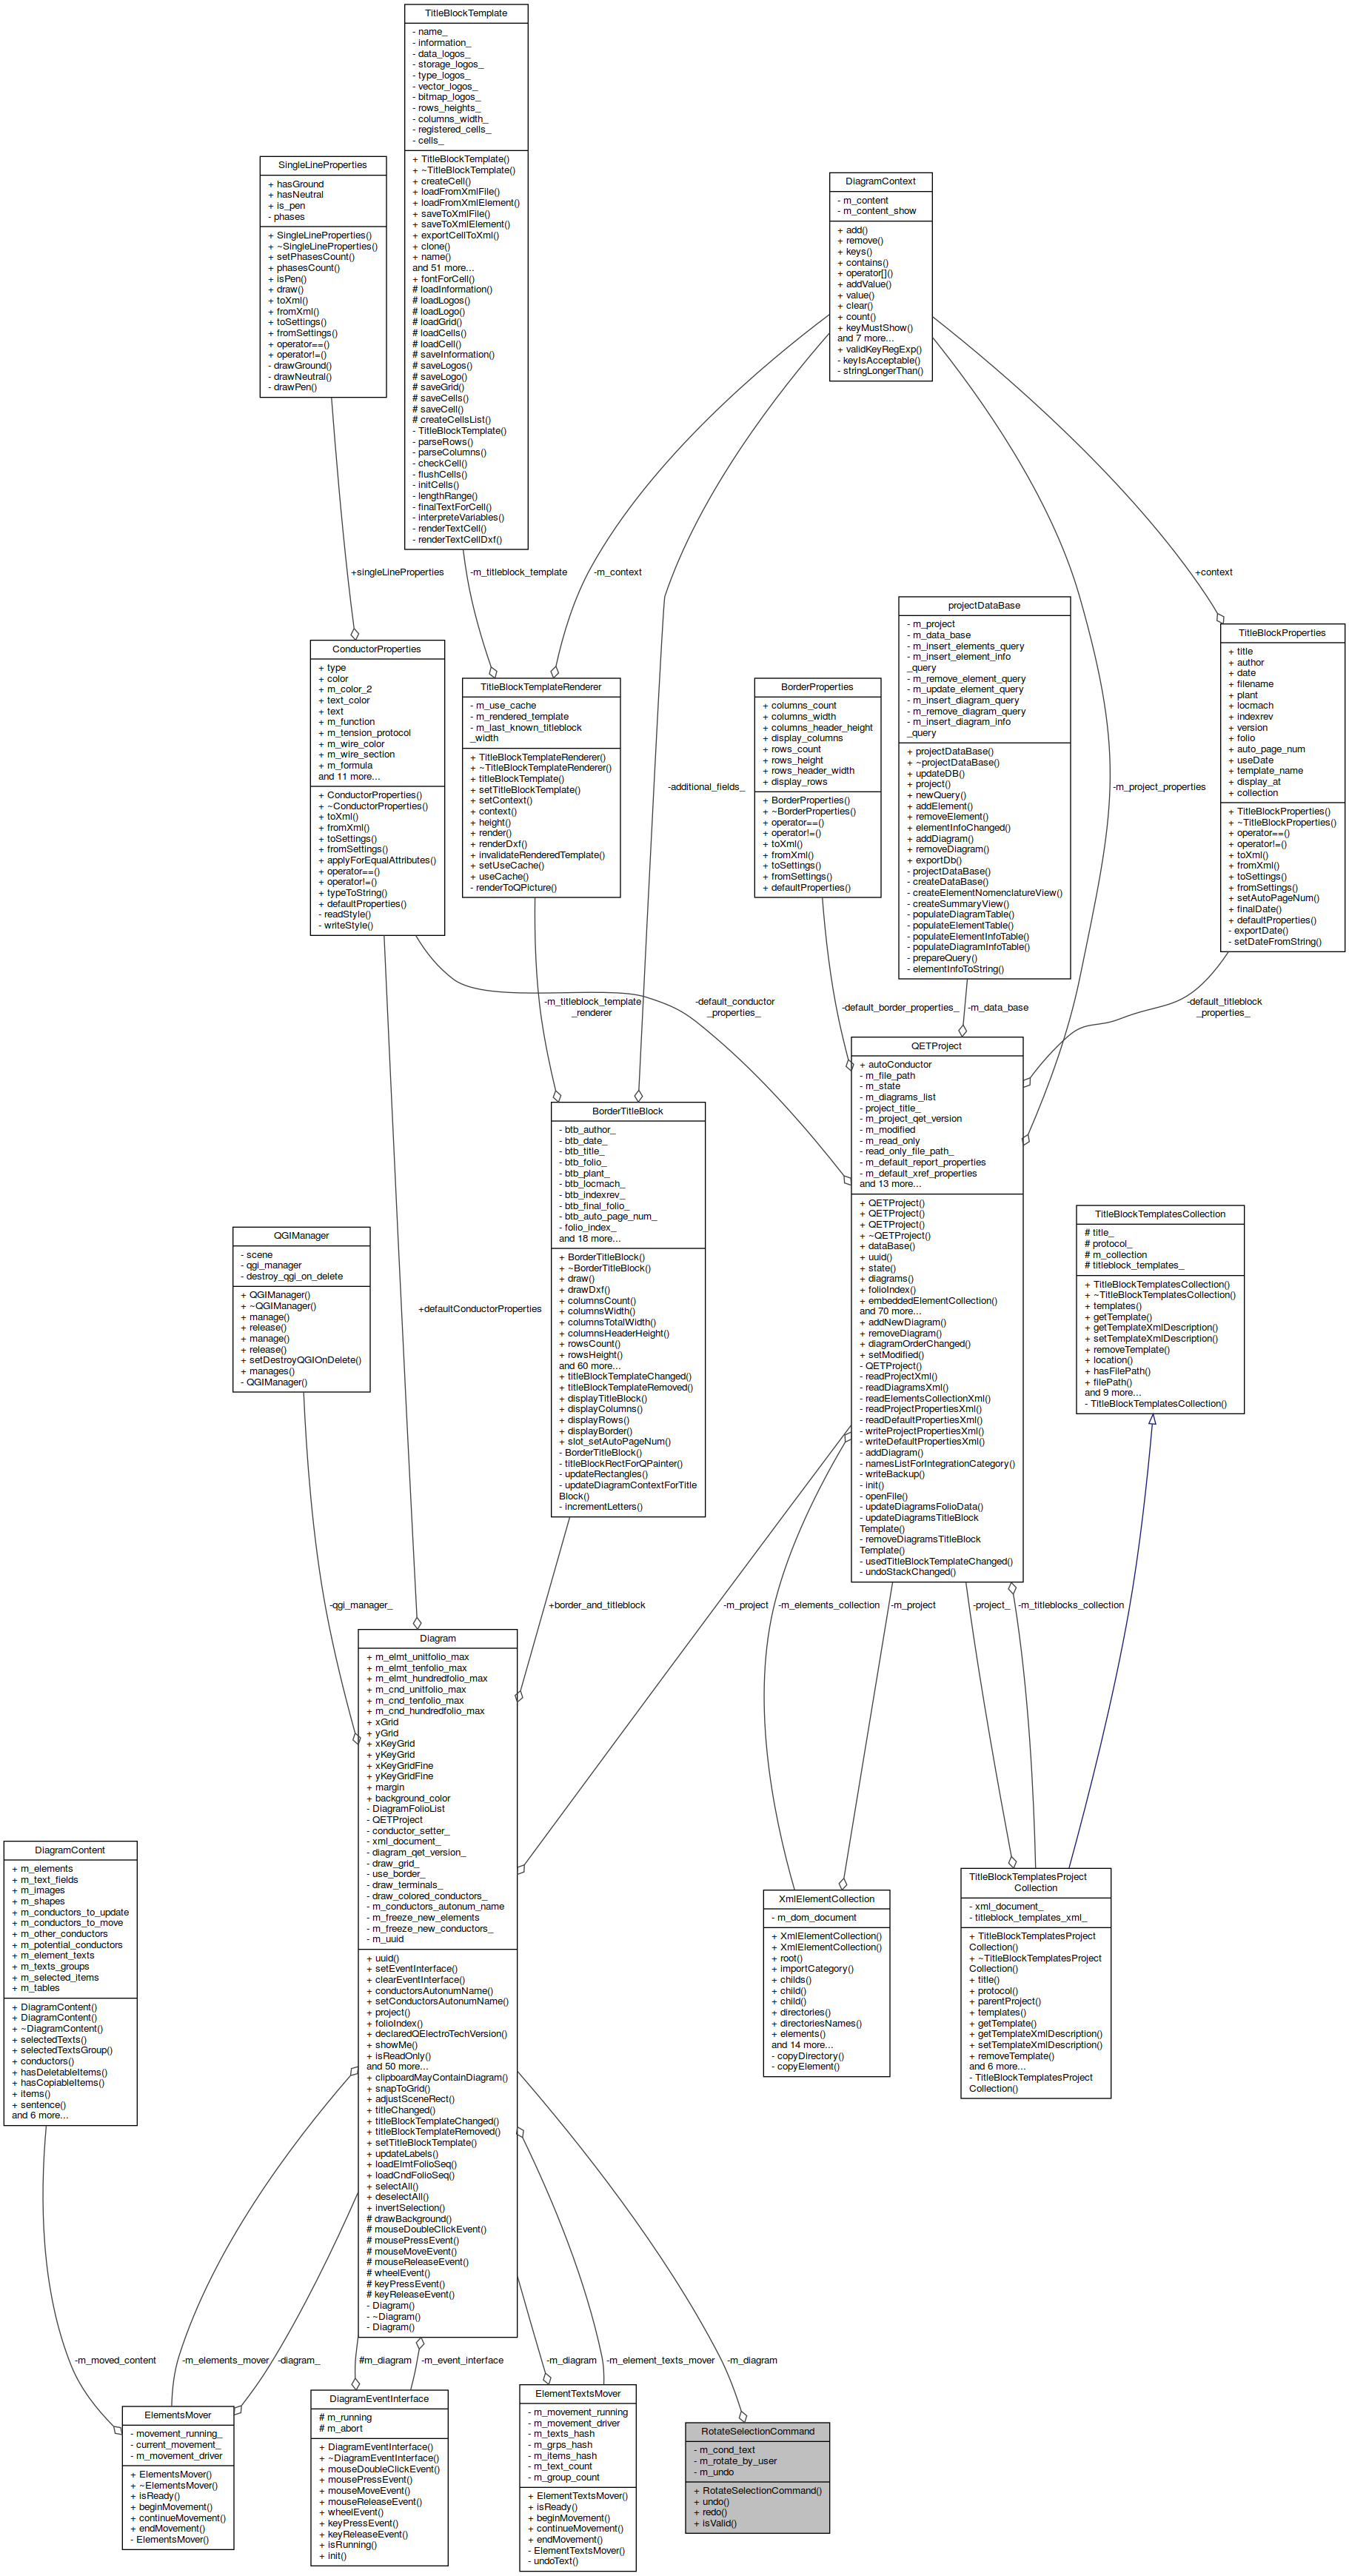 TitleBlockTemplate
- name_
- information_
- data_logos_
- storage_logos_
- type_logos_
- vector_logos_
- bitmap_logos_
- rows_heights_
- columns_width_
- registered_cells_
- cells_
+ TitleBlockTemplate()
+ ~TitleBlockTemplate()
+ createCell()
+ loadFromXmlFile()
+ loadFromXmlElement()
+ saveToXmlFile()
+ saveToXmlElement()
+ exportCellToXml()
+ clone()
+ name()
and 51 more...
+ fontForCell()
# loadInformation()
# loadLogos()
# loadLogo()
# loadGrid()
# loadCells()
# loadCell()
# saveInformation()
# saveLogos()
# saveLogo()
# saveGrid()
# saveCells()
# saveCell()
# createCellsList()
- TitleBlockTemplate()
- parseRows()
- parseColumns()
- checkCell()
- flushCells()
- initCells()
- lengthRange()
- finalTextForCell()
- interpreteVariables()
- renderTextCell()
- renderTextCellDxf()
SingleLineProperties
+ hasGround
+ hasNeutral
+ is_pen
- phases
+ SingleLineProperties()
+ ~SingleLineProperties()
+ setPhasesCount()
+ phasesCount()
+ isPen()
+ draw()
+ toXml()
+ fromXml()
+ toSettings()
+ fromSettings()
+ operator==()
+ operator!=()
- drawGround()
- drawNeutral()
- drawPen()
DiagramContext
- m_content
- m_content_show
+ add()
+ remove()
+ keys()
+ contains()
+ operator[]()
+ addValue()
+ value()
+ clear()
+ count()
+ keyMustShow()
and 7 more...
+ validKeyRegExp()
- keyIsAcceptable()
- stringLongerThan()
+singleLineProperties
-m_titleblock_template
-m_context
+context
ConductorProperties
+ type
+ color
+ m_color_2
+ text_color
+ text
+ m_function
+ m_tension_protocol
+ m_wire_color
+ m_wire_section
+ m_formula
and 11 more...
+ ConductorProperties()
+ ~ConductorProperties()
+ toXml()
+ fromXml()
+ toSettings()
+ fromSettings()
+ applyForEqualAttributes()
+ operator==()
+ operator!=()
+ typeToString()
+ defaultProperties()
- readStyle()
- writeStyle()
TitleBlockTemplateRenderer
- m_use_cache
- m_rendered_template
- m_last_known_titleblock
_width
+ TitleBlockTemplateRenderer()
+ ~TitleBlockTemplateRenderer()
+ titleBlockTemplate()
+ setTitleBlockTemplate()
+ setContext()
+ context()
+ height()
+ render()
+ renderDxf()
+ invalidateRenderedTemplate()
+ setUseCache()
+ useCache()
- renderToQPicture()
-additional_fields_
BorderProperties
+ columns_count
+ columns_width
+ columns_header_height
+ display_columns
+ rows_count
+ rows_height
+ rows_header_width
+ display_rows
+ BorderProperties()
+ ~BorderProperties()
+ operator==()
+ operator!=()
+ toXml()
+ fromXml()
+ toSettings()
+ fromSettings()
+ defaultProperties()
projectDataBase
- m_project
- m_data_base
- m_insert_elements_query
- m_insert_element_info
_query
- m_remove_element_query
- m_update_element_query
- m_insert_diagram_query
- m_remove_diagram_query
- m_insert_diagram_info
_query
+ projectDataBase()
+ ~projectDataBase()
+ updateDB()
+ project()
+ newQuery()
+ addElement()
+ removeElement()
+ elementInfoChanged()
+ addDiagram()
+ removeDiagram()
+ exportDb()
- projectDataBase()
- createDataBase()
- createElementNomenclatureView()
- createSummaryView()
- populateDiagramTable()
- populateElementTable()
- populateElementInfoTable()
- populateDiagramInfoTable()
- prepareQuery()
- elementInfoToString()
-m_project_properties
TitleBlockProperties
+ title
+ author
+ date
+ filename
+ plant
+ locmach
+ indexrev
+ version
+ folio
+ auto_page_num
+ useDate
+ template_name
+ display_at
+ collection
+ TitleBlockProperties()
+ ~TitleBlockProperties()
+ operator==()
+ operator!=()
+ toXml()
+ fromXml()
+ toSettings()
+ fromSettings()
+ setAutoPageNum()
+ finalDate()
+ defaultProperties()
- exportDate()
- setDateFromString()
-m_titleblock_template
_renderer
-default_conductor
_properties_
-default_border_properties_
-m_data_base
-default_titleblock
_properties_
QETProject
+ autoConductor
- m_file_path
- m_state
- m_diagrams_list
- project_title_
- m_project_qet_version
- m_modified
- m_read_only
- read_only_file_path_
- m_default_report_properties
- m_default_xref_properties
and 13 more...
+ QETProject()
+ QETProject()
+ QETProject()
+ ~QETProject()
+ dataBase()
+ uuid()
+ state()
+ diagrams()
+ folioIndex()
+ embeddedElementCollection()
and 70 more...
+ addNewDiagram()
+ removeDiagram()
+ diagramOrderChanged()
+ setModified()
- QETProject()
- readProjectXml()
- readDiagramsXml()
- readElementsCollectionXml()
- readProjectPropertiesXml()
- readDefaultPropertiesXml()
- writeProjectPropertiesXml()
- writeDefaultPropertiesXml()
- addDiagram()
- namesListForIntegrationCategory()
- writeBackup()
- init()
- openFile()
- updateDiagramsFolioData()
- updateDiagramsTitleBlock
Template()
- removeDiagramsTitleBlock
Template()
- usedTitleBlockTemplateChanged()
- undoStackChanged()
BorderTitleBlock
- btb_author_
- btb_date_
- btb_title_
- btb_folio_
- btb_plant_
- btb_locmach_
- btb_indexrev_
- btb_final_folio_
- btb_auto_page_num_
- folio_index_
and 18 more...
+ BorderTitleBlock()
+ ~BorderTitleBlock()
+ draw()
+ drawDxf()
+ columnsCount()
+ columnsWidth()
+ columnsTotalWidth()
+ columnsHeaderHeight()
+ rowsCount()
+ rowsHeight()
and 60 more...
+ titleBlockTemplateChanged()
+ titleBlockTemplateRemoved()
+ displayTitleBlock()
+ displayColumns()
+ displayRows()
+ displayBorder()
+ slot_setAutoPageNum()
- BorderTitleBlock()
- titleBlockRectForQPainter()
- updateRectangles()
- updateDiagramContextForTitle
Block()
- incrementLetters()
QGIManager
- scene
- qgi_manager
- destroy_qgi_on_delete
+ QGIManager()
+ ~QGIManager()
+ manage()
+ release()
+ manage()
+ release()
+ setDestroyQGIOnDelete()
+ manages()
- QGIManager()
+defaultConductorProperties
TitleBlockTemplatesCollection
# title_
# protocol_
# m_collection
# titleblock_templates_
+ TitleBlockTemplatesCollection()
+ ~TitleBlockTemplatesCollection()
+ templates()
+ getTemplate()
+ getTemplateXmlDescription()
+ setTemplateXmlDescription()
+ removeTemplate()
+ location()
+ hasFilePath()
+ filePath()
and 9 more...
- TitleBlockTemplatesCollection()
-qgi_manager_
+border_and_titleblock
-m_project
-m_elements_collection
-m_project
-project_
-m_titleblocks_collection
Diagram
+ m_elmt_unitfolio_max
+ m_elmt_tenfolio_max
+ m_elmt_hundredfolio_max
+ m_cnd_unitfolio_max
+ m_cnd_tenfolio_max
+ m_cnd_hundredfolio_max
+ xGrid
+ yGrid
+ xKeyGrid
+ yKeyGrid
+ xKeyGridFine
+ yKeyGridFine
+ margin
+ background_color
- DiagramFolioList
- QETProject
- conductor_setter_
- xml_document_
- diagram_qet_version_
- draw_grid_
- use_border_
- draw_terminals_
- draw_colored_conductors_
- m_conductors_autonum_name
- m_freeze_new_elements
- m_freeze_new_conductors_
- m_uuid
+ uuid()
+ setEventInterface()
+ clearEventInterface()
+ conductorsAutonumName()
+ setConductorsAutonumName()
+ project()
+ folioIndex()
+ declaredQElectroTechVersion()
+ showMe()
+ isReadOnly()
and 50 more...
+ clipboardMayContainDiagram()
+ snapToGrid()
+ adjustSceneRect()
+ titleChanged()
+ titleBlockTemplateChanged()
+ titleBlockTemplateRemoved()
+ setTitleBlockTemplate()
+ updateLabels()
+ loadElmtFolioSeq()
+ loadCndFolioSeq()
+ selectAll()
+ deselectAll()
+ invertSelection()
# drawBackground()
# mouseDoubleClickEvent()
# mousePressEvent()
# mouseMoveEvent()
# mouseReleaseEvent()
# wheelEvent()
# keyPressEvent()
# keyReleaseEvent()
- Diagram()
- ~Diagram()
- Diagram()
DiagramContent
+ m_elements
+ m_text_fields
+ m_images
+ m_shapes
+ m_conductors_to_update
+ m_conductors_to_move
+ m_other_conductors
+ m_potential_conductors
+ m_element_texts
+ m_texts_groups
+ m_selected_items
+ m_tables
+ DiagramContent()
+ DiagramContent()
+ ~DiagramContent()
+ selectedTexts()
+ selectedTextsGroup()
+ conductors()
+ hasDeletableItems()
+ hasCopiableItems()
+ items()
+ sentence()
and 6 more...
XmlElementCollection
- m_dom_document
+ XmlElementCollection()
+ XmlElementCollection()
+ root()
+ importCategory()
+ childs()
+ child()
+ child()
+ directories()
+ directoriesNames()
+ elements()
and 14 more...
- copyDirectory()
- copyElement()
TitleBlockTemplatesProject
Collection
- xml_document_
- titleblock_templates_xml_
+ TitleBlockTemplatesProject
Collection()
+ ~TitleBlockTemplatesProject
Collection()
+ title()
+ protocol()
+ parentProject()
+ templates()
+ getTemplate()
+ getTemplateXmlDescription()
+ setTemplateXmlDescription()
+ removeTemplate()
and 6 more...
- TitleBlockTemplatesProject
Collection()
-m_moved_content
-m_elements_mover
-diagram_
#m_diagram
-m_event_interface
-m_diagram
-m_element_texts_mover
-m_diagram
ElementsMover
- movement_running_
- current_movement_
- m_movement_driver
+ ElementsMover()
+ ~ElementsMover()
+ isReady()
+ beginMovement()
+ continueMovement()
+ endMovement()
- ElementsMover()
DiagramEventInterface
# m_running
# m_abort
+ DiagramEventInterface()
+ ~DiagramEventInterface()
+ mouseDoubleClickEvent()
+ mousePressEvent()
+ mouseMoveEvent()
+ mouseReleaseEvent()
+ wheelEvent()
+ keyPressEvent()
+ keyReleaseEvent()
+ isRunning()
+ init()
ElementTextsMover
- m_movement_running
- m_movement_driver
- m_texts_hash
- m_grps_hash
- m_items_hash
- m_text_count
- m_group_count
+ ElementTextsMover()
+ isReady()
+ beginMovement()
+ continueMovement()
+ endMovement()
- ElementTextsMover()
- undoText()
RotateSelectionCommand
- m_cond_text
- m_rotate_by_user
- m_undo
+ RotateSelectionCommand()
+ undo()
+ redo()
+ isValid()